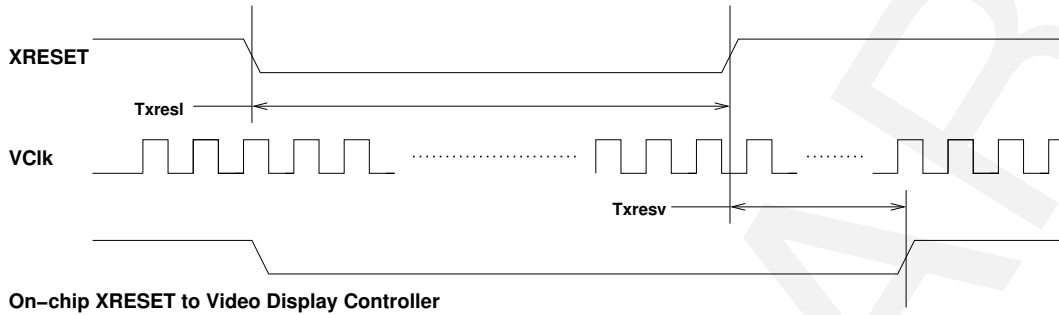 XRESET
Txresl
VClk
Txresv
On-chip XRESET to Video Display Controller